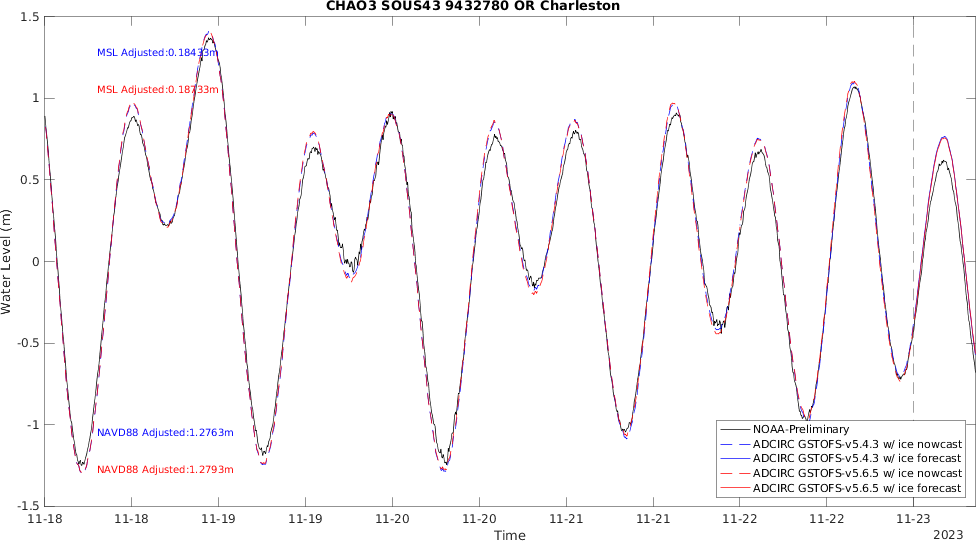 CHAO3 SOUS43 9432780 OR Charleston
1.5
MSL Adjusted:0.18433m
MSL Adjusted:0.18733m
1
0.5
Water Level (m)
0
-0.5
-1
NAVD88 Adjusted:1.2763m
NAVD88 Adjusted:1.2793m
-1.5
NOAA-Preliminary
ADCIRC GSTOFS-v5.4.3 w/ ice nowcast
ADCIRC GSTOFS-v5.4.3 w/ ice forecast
ADCIRC GSTOFS-v5.6.5 w/ ice nowcast
ADCIRC GSTOFS-v5.6.5 w/ ice forecast
11-18 11-18 11-19 11-19 11-20 11-20 11-21 11-21 11-22 11-22 11-23
Time
2023